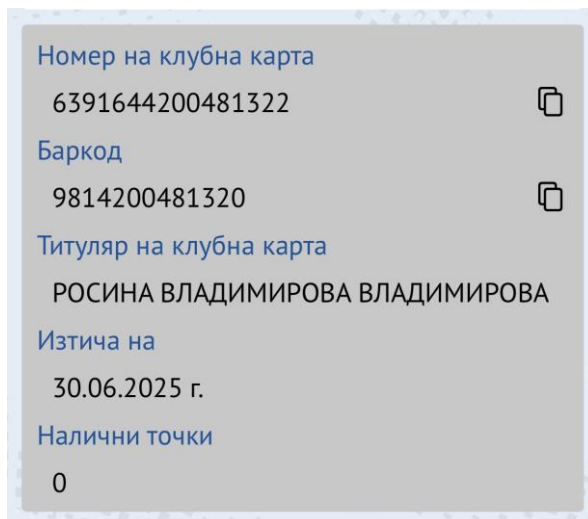 Номер на клубна карта
6391644200481322
Баркод
9814200481320
Титуляр на клубна карта
РОСИНА ВЛАДИМИРОВА ВЛАДИМИРОВА
Изтича на
30.06.2025 г.
Налични точки
0